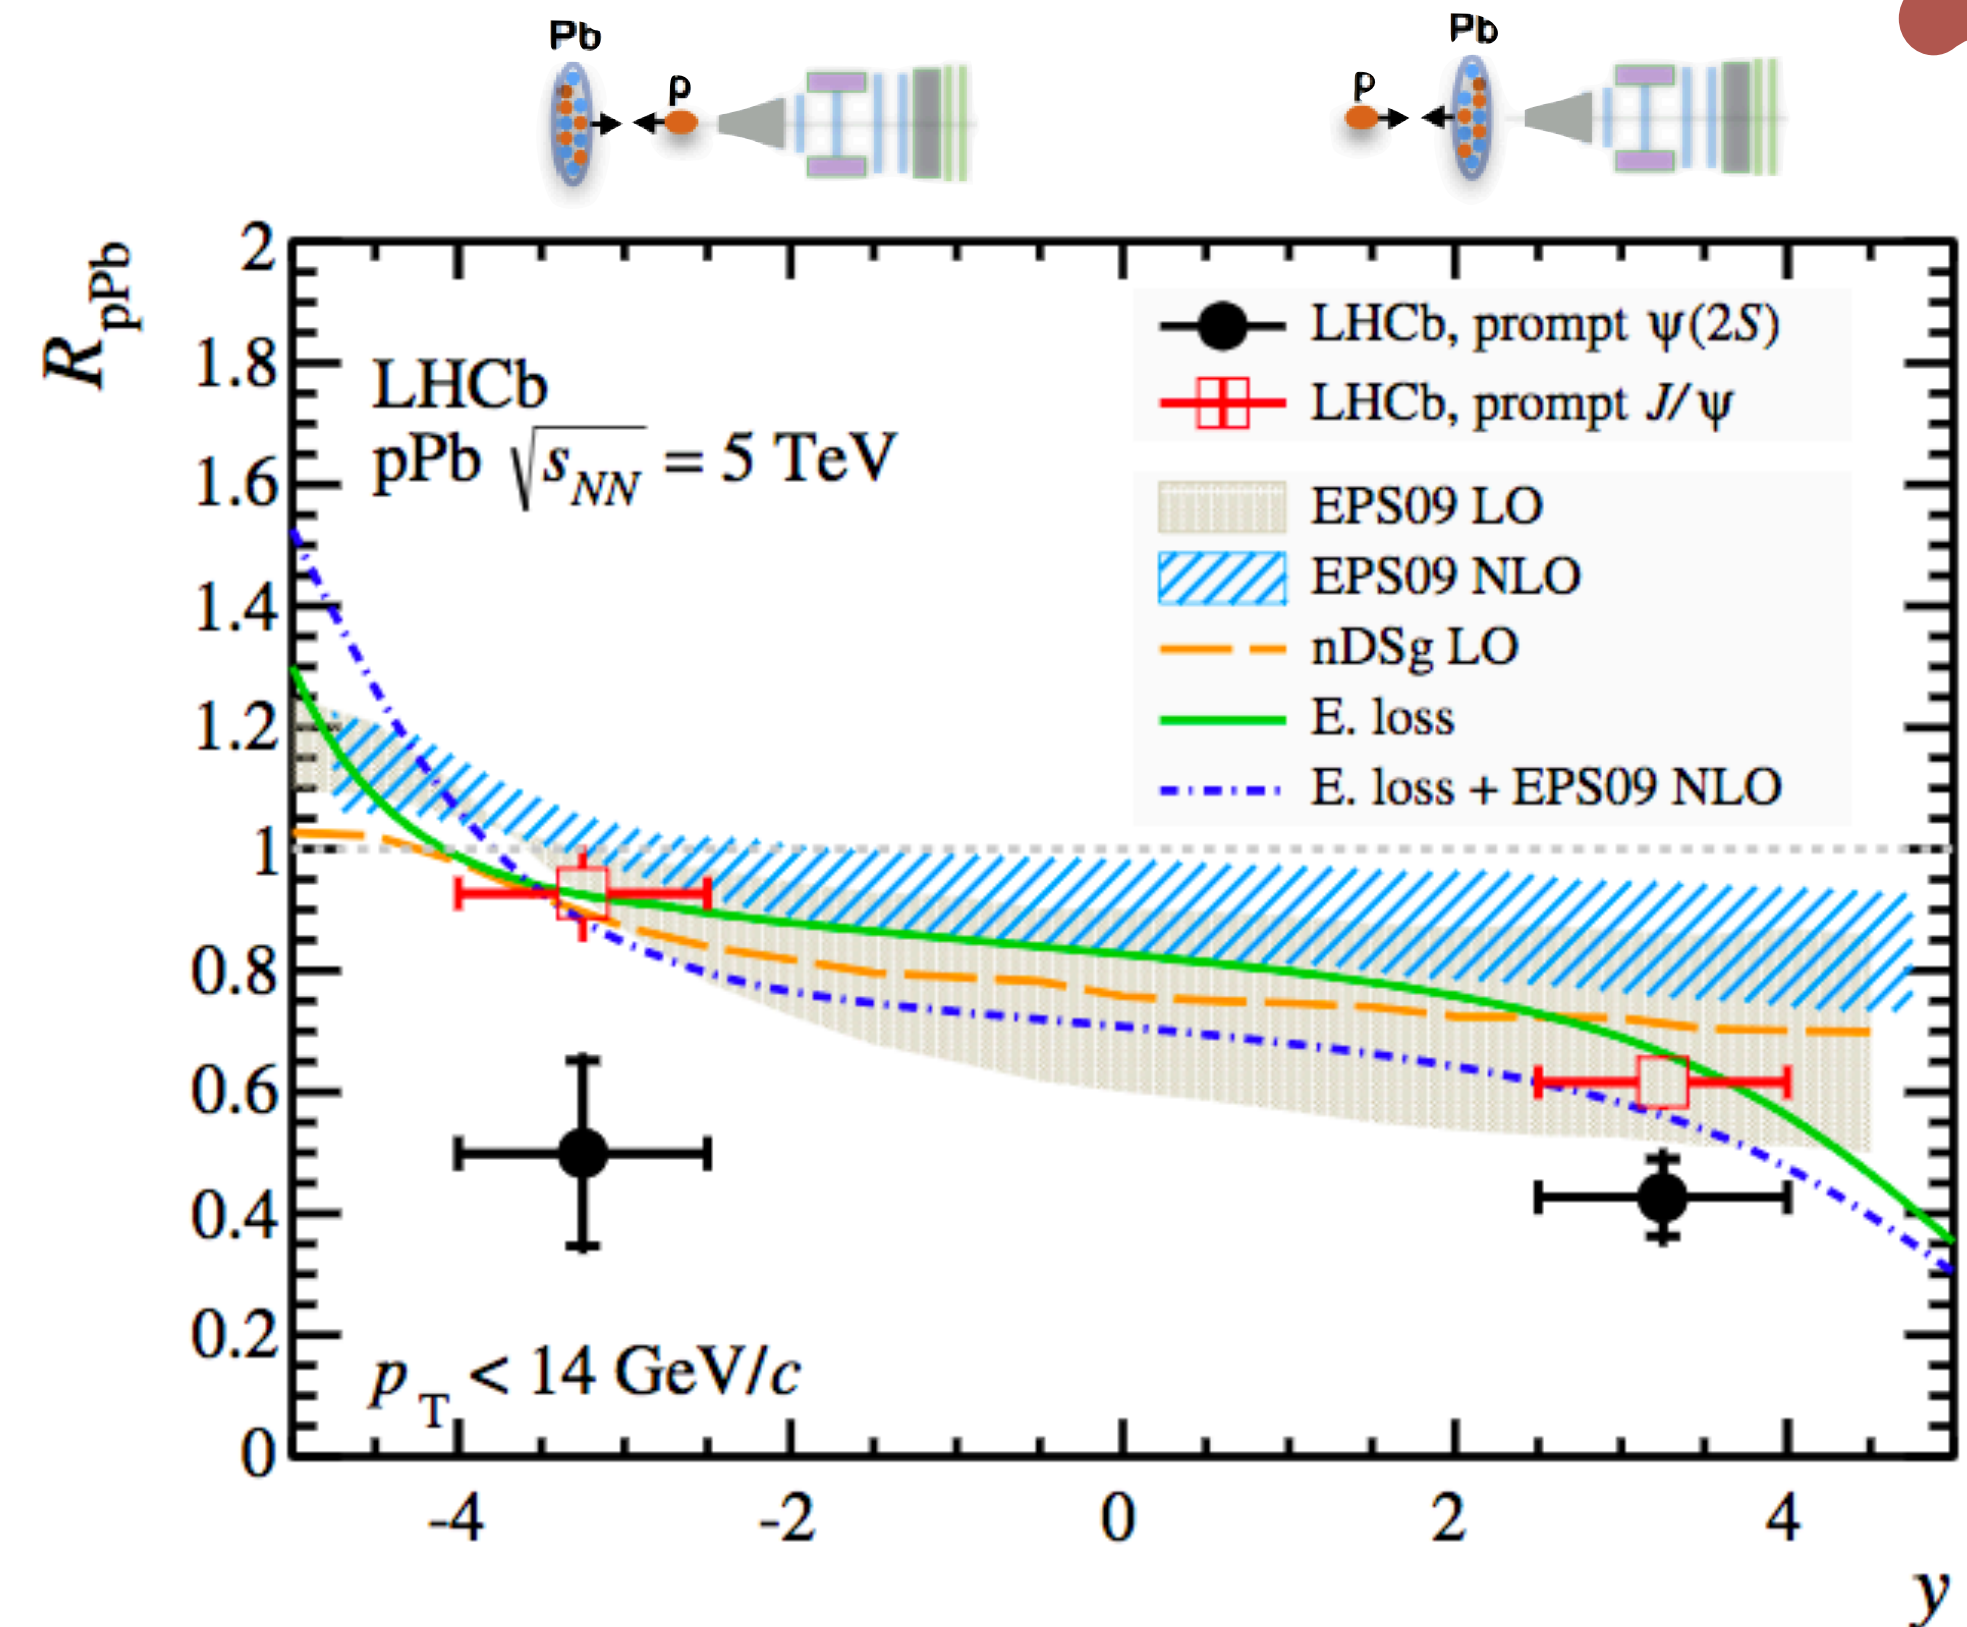 Pb
p
Pb
p
R_pPb
2
1.8
1.6
1.4
1.2
1
0.8
0.6
0.4
0.2
0
LHCb
pPb √s_NN = 5 TeV
LHCb, prompt ψ(2S)
LHCb, prompt J/ψ
EPS09 LO
EPS09 NLO
nDSg LO
E. loss
E. loss + EPS09 NLO
p_T < 14 GeV/c
-4 -2 0 2 4
y